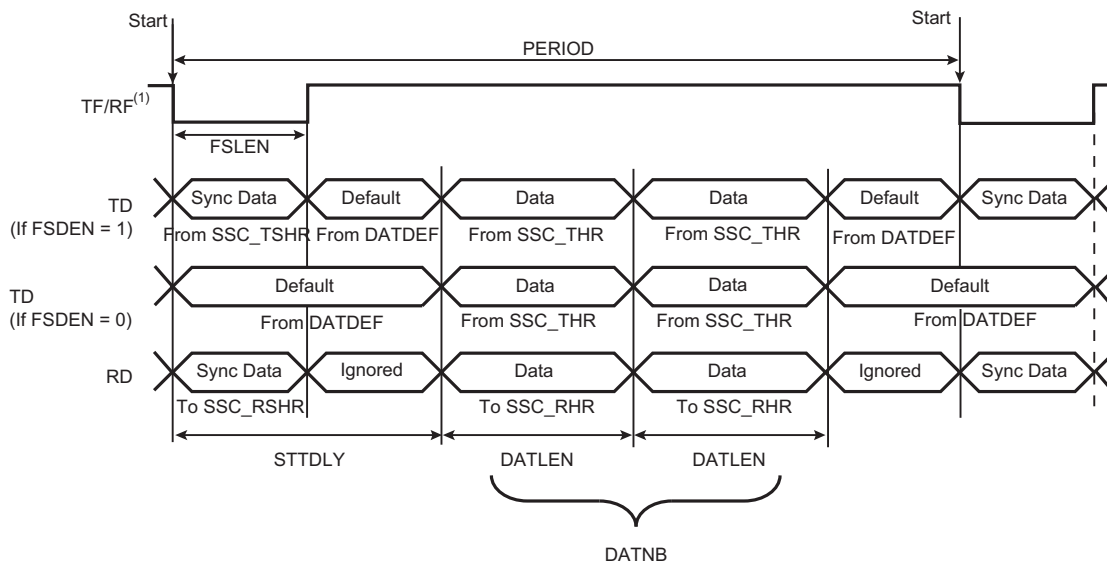 Start
Start
PERIOD
TF/RF(1)
FSLEN
TD
(If FSDEN = 1)
Sync Data
Default
Data
Data
Default
Sync Data
From SSC_TSHR
From DATDEF
From SSC_THR
From SSC_THR
From DATDEF
TD
(If FSDEN = 0)
Default
Data
Data
Default
From DATDEF
From SSC_THR
From SSC_THR
From DATDEF
RD
Sync Data
Ignored
Data
Data
Ignored
Sync Data
To SSC_RSHR
To SSC_RHR
To SSC_RHR
STTDLY
DATLEN
DATLEN
DATNB